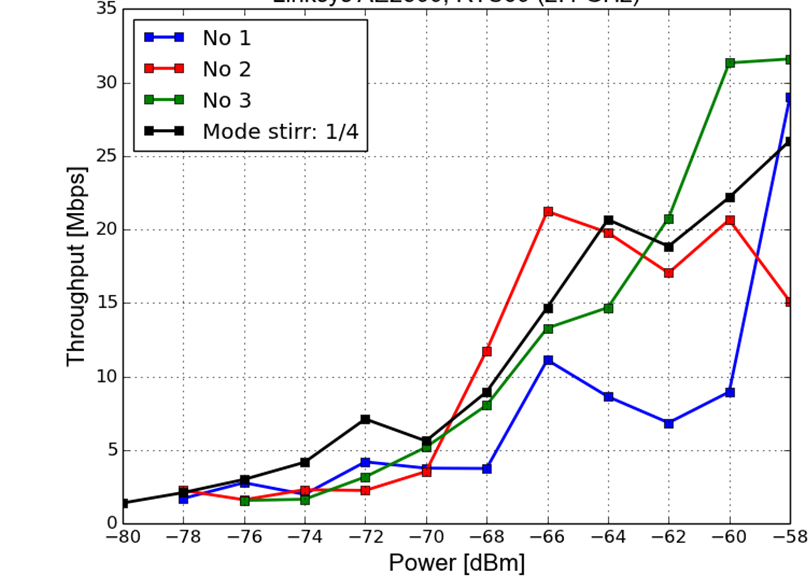 35
30
25
20
15
10
5
0
No 1
No 2
No 3
Mode stirr: 1/4
Throughput [Mbps]
−80 −78 −76 −74 −72 −70 −68 −66 −64 −62 −60 −58
Power [dBm]